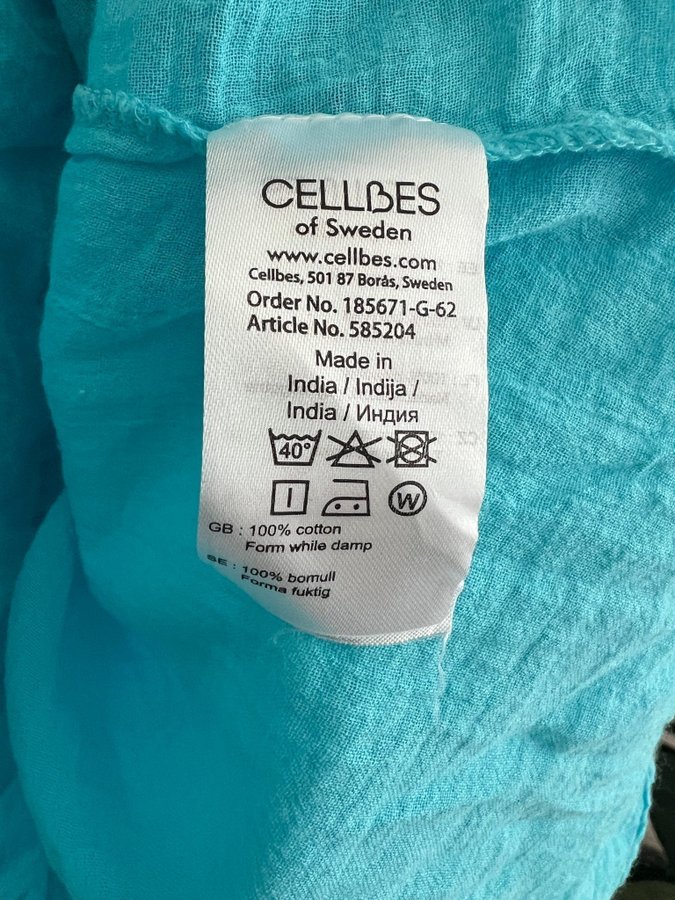 CELLBES
of Sweden
www.cellbes.com
Cellbes, 501 87 Borås, Sweden
Order No. 185671-G-62
Article No. 585204
Made in
India / Indija /
India / Индия
40°
W
GB : 100% cotton
Form while damp
SE : 100% bomull
Forma fuktig